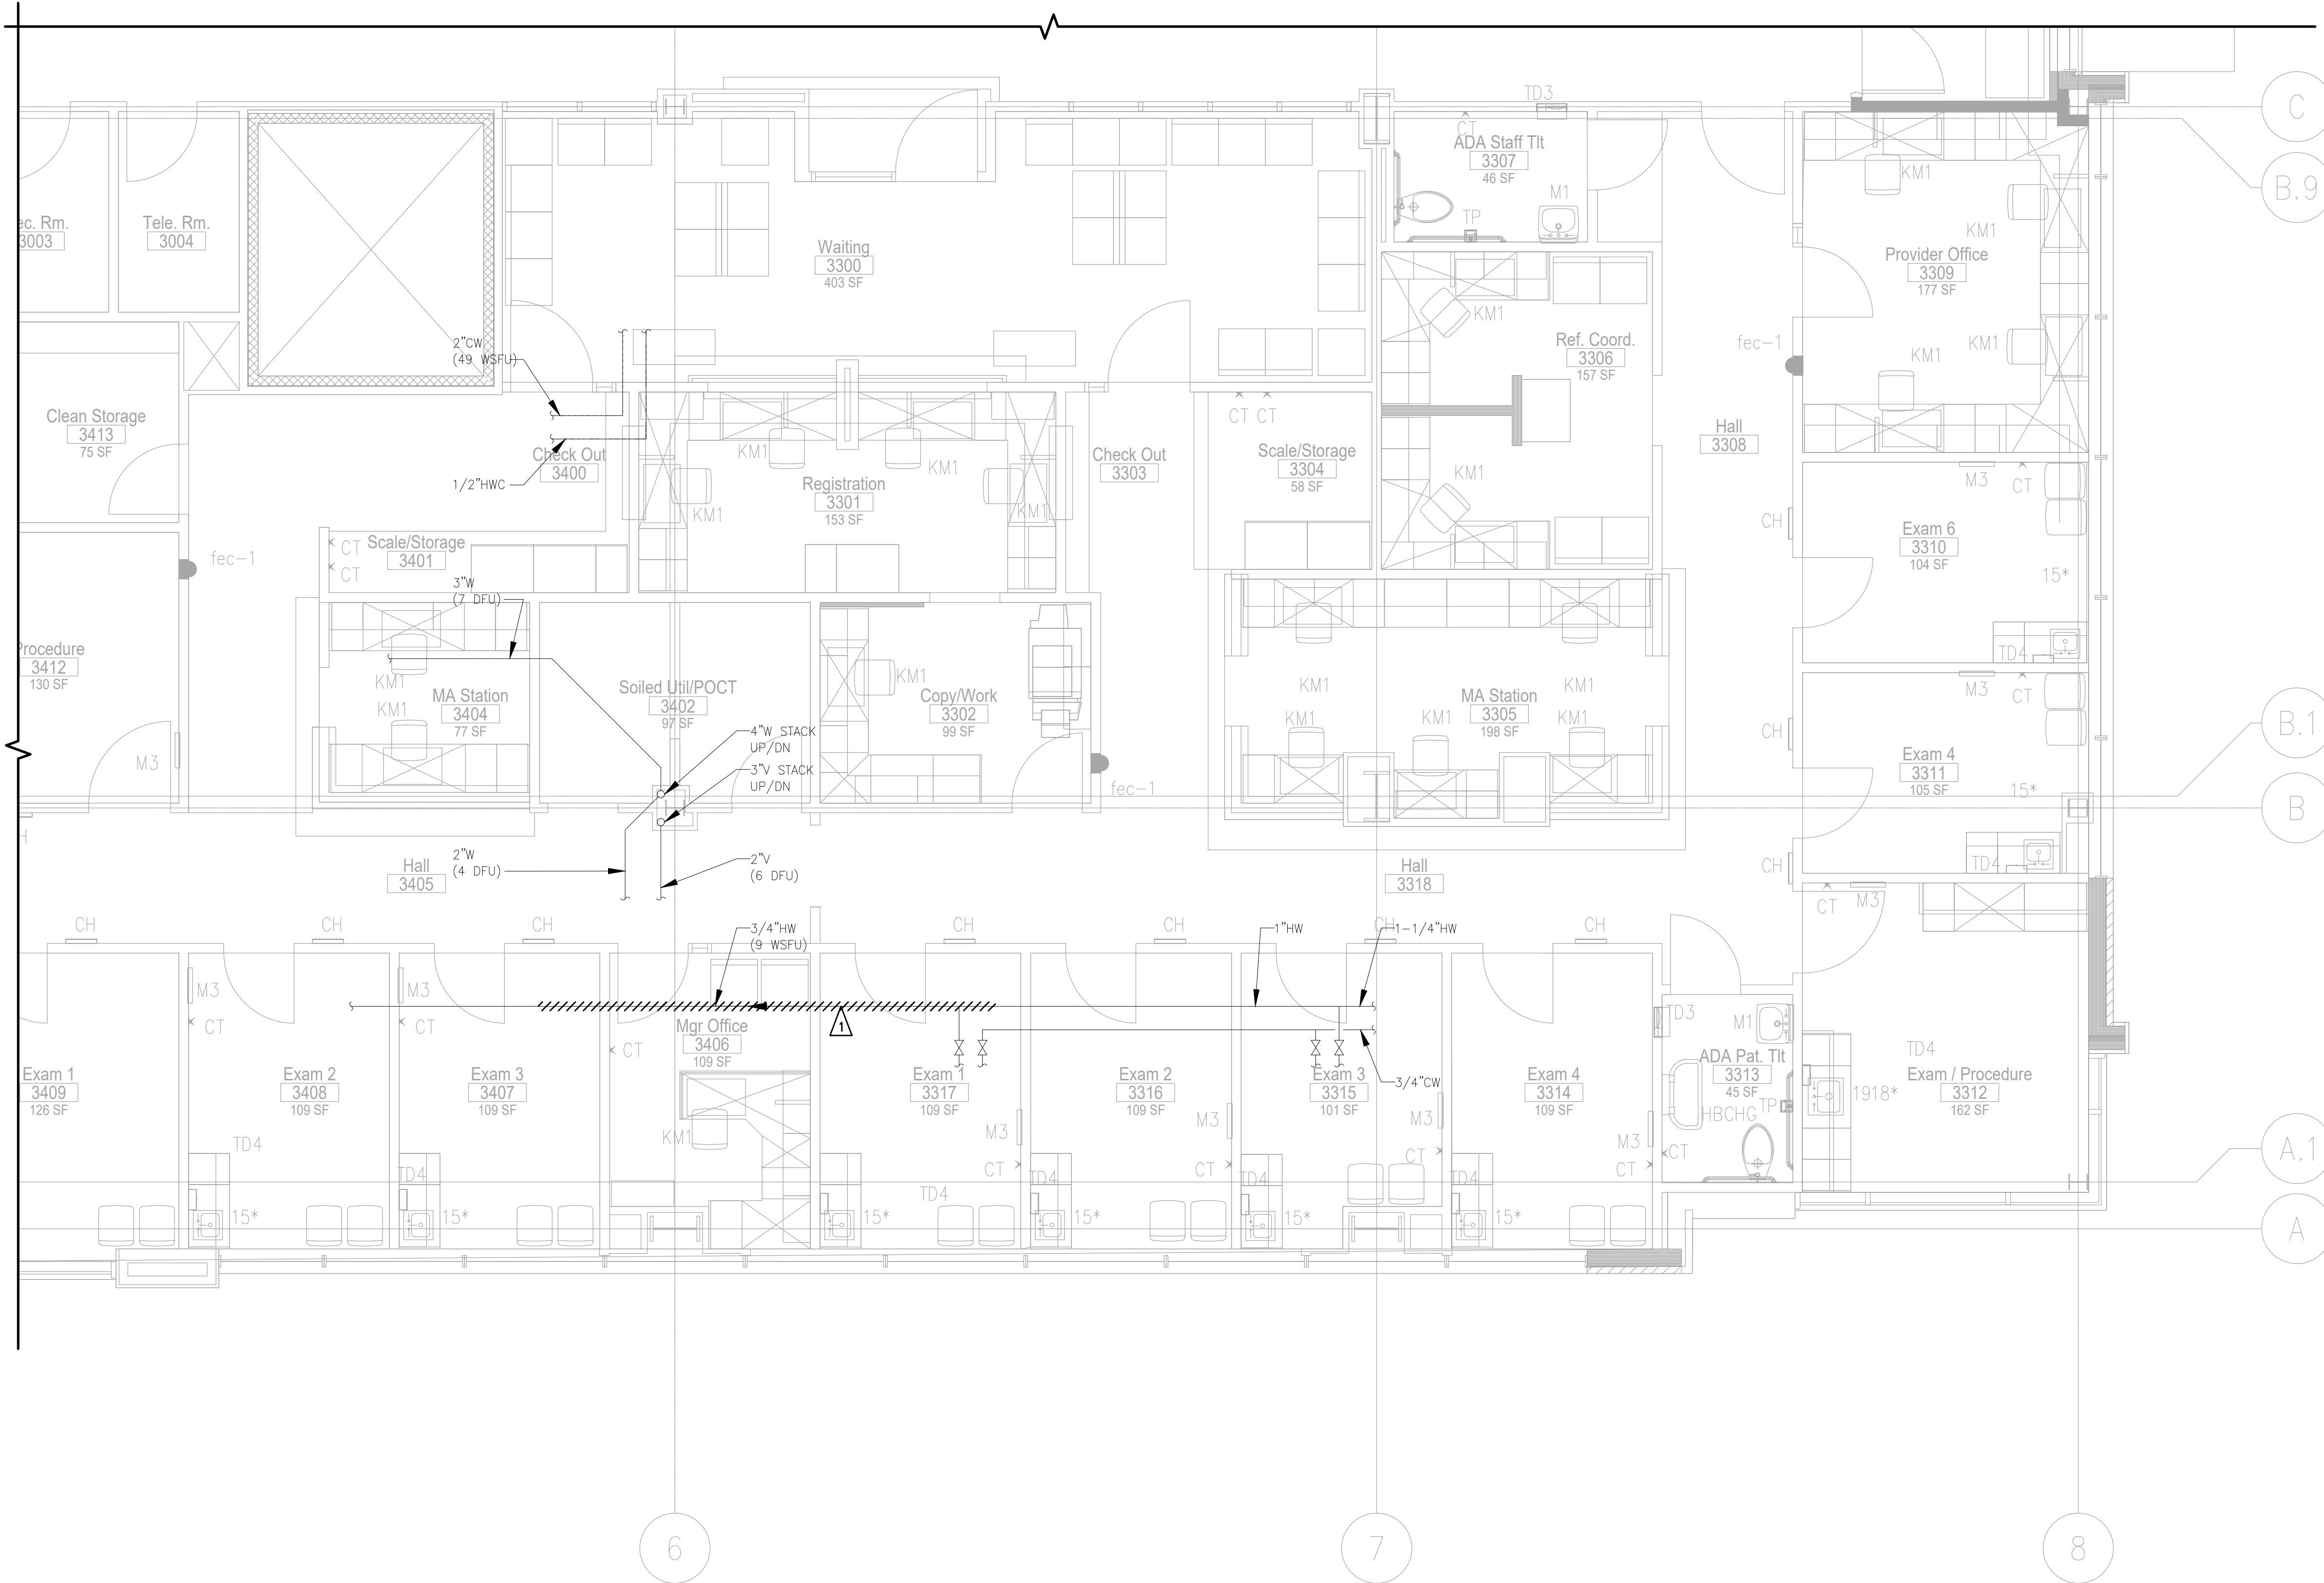 C
B.9
B.1
B
A.1
A
6
7
8
ec. Rm.
3003
Tele. Rm.
3004
Waiting
3300
403 SF
TD3
CT
ADA Staff Tlt
3307
46 SF
M1
TP
KM1
KM1
Provider Office
3309
177 SF
KM1
KM1
fec-1
2"CW
(49 WSFU)
1/2"HWC
KM1
Ref. Coord.
3306
157 SF
KM1
Clean Storage
3413
75 SF
Check Out
3400
KM1
KM1
KM1
KM1
Registration
3301
153 SF
Check Out
3303
CT
CT
Scale/Storage
3304
58 SF
Hall
3308
M3
CT
CH
Exam 6
3310
104 SF
15*
TD4
fec-1
CT
CT
Scale/Storage
3401
3"W
(7 DFU)
Procedure
3412
130 SF
M3
KM1
KM1
MA Station
3404
77 SF
Soiled Util/POCT
3402
97 SF
4"W STACK
UP/DN
3"V STACK
UP/DN
KM1
Copy/Work
3302
99 SF
fec-1
KM1
KM1
KM1
KM1
KM1
MA Station
3305
198 SF
M3
CT
CH
Exam 4
3311
105 SF
15*
TD4
CH
Hall
3405
2"W
(4 DFU)
2"V
(6 DFU)
Hall
3318
CT
M3
CH
CH
CH
CH
CH
CH
CH
3/4"HW
(9 WSFU)
1"HW
1-1/4"HW
3/4"CW
1
M3
CT
M3
CT
CT
Mgr Office
3406
109 SF
KM1
Exam 1
3409
126 SF
Exam 2
3408
109 SF
TD4
15*
Exam 3
3407
109 SF
TD4
15*
Exam 1
3317
109 SF
M3
CT
TD4
15*
Exam 2
3316
109 SF
M3
CT
TD4
15*
Exam 3
3315
101 SF
M3
CT
TD4
15*
Exam 4
3314
109 SF
M3
CT
TD4
15*
TD3
M1
ADA Pat. Tlt
3313
45 SF
HBCHG
TP
CT
TD4
1918*
Exam / Procedure
3312
162 SF